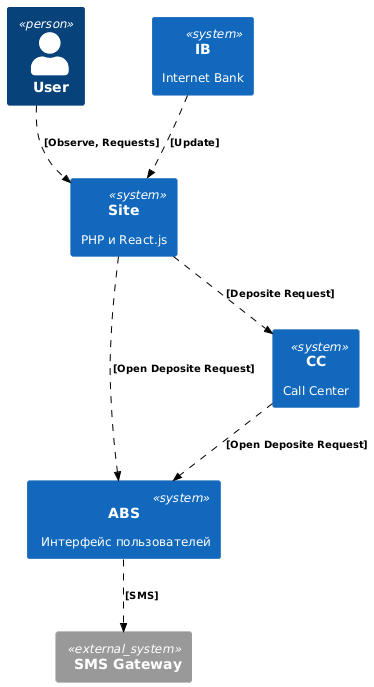 «person»
User
«system»
IB
Internet Bank
[Observe, Requests]
[Update]
«system»
Site
PHP и React.js
[Deposite Request]
«system»
CC
Call Center
[Open Deposite Request]
[Open Deposite Request]
«system»
ABS
Интерфейс пользователей
[SMS]
«external_system»
SMS Gateway